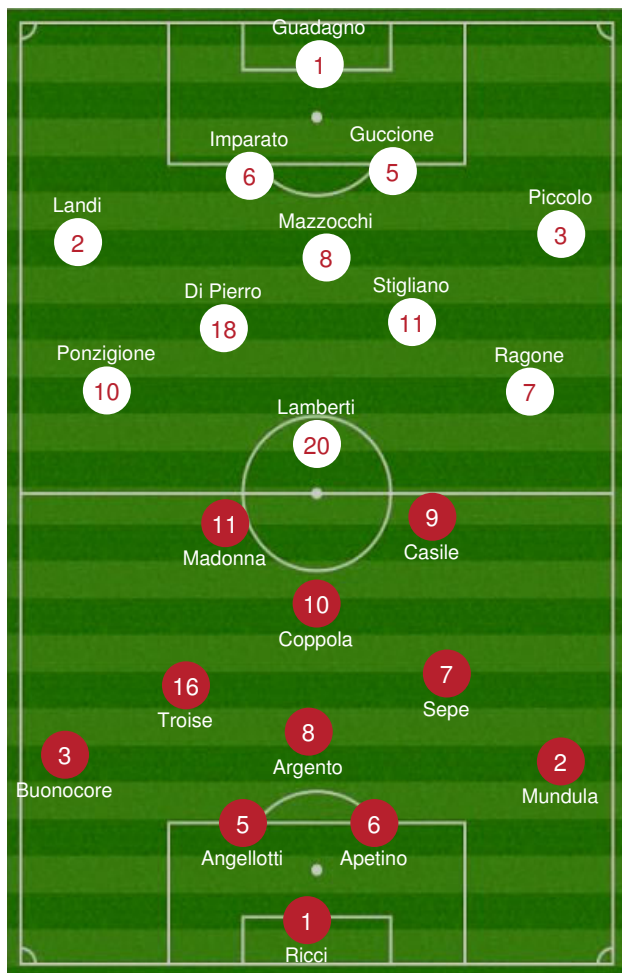 Guadagno
1
Imparato
6
Guccione
5
Landi
2
Piccolo
3
Mazzocchi
8
Di Pierro
18
Stigliano
11
Ponzigione
10
Ragone
7
Lamberti
20
11
Madonna
9
Casile
10
Coppola
16
Troise
7
Sepe
8
Argento
3
Buonocore
2
Mundula
5
Angellotti
6
Apetino
1
Ricci